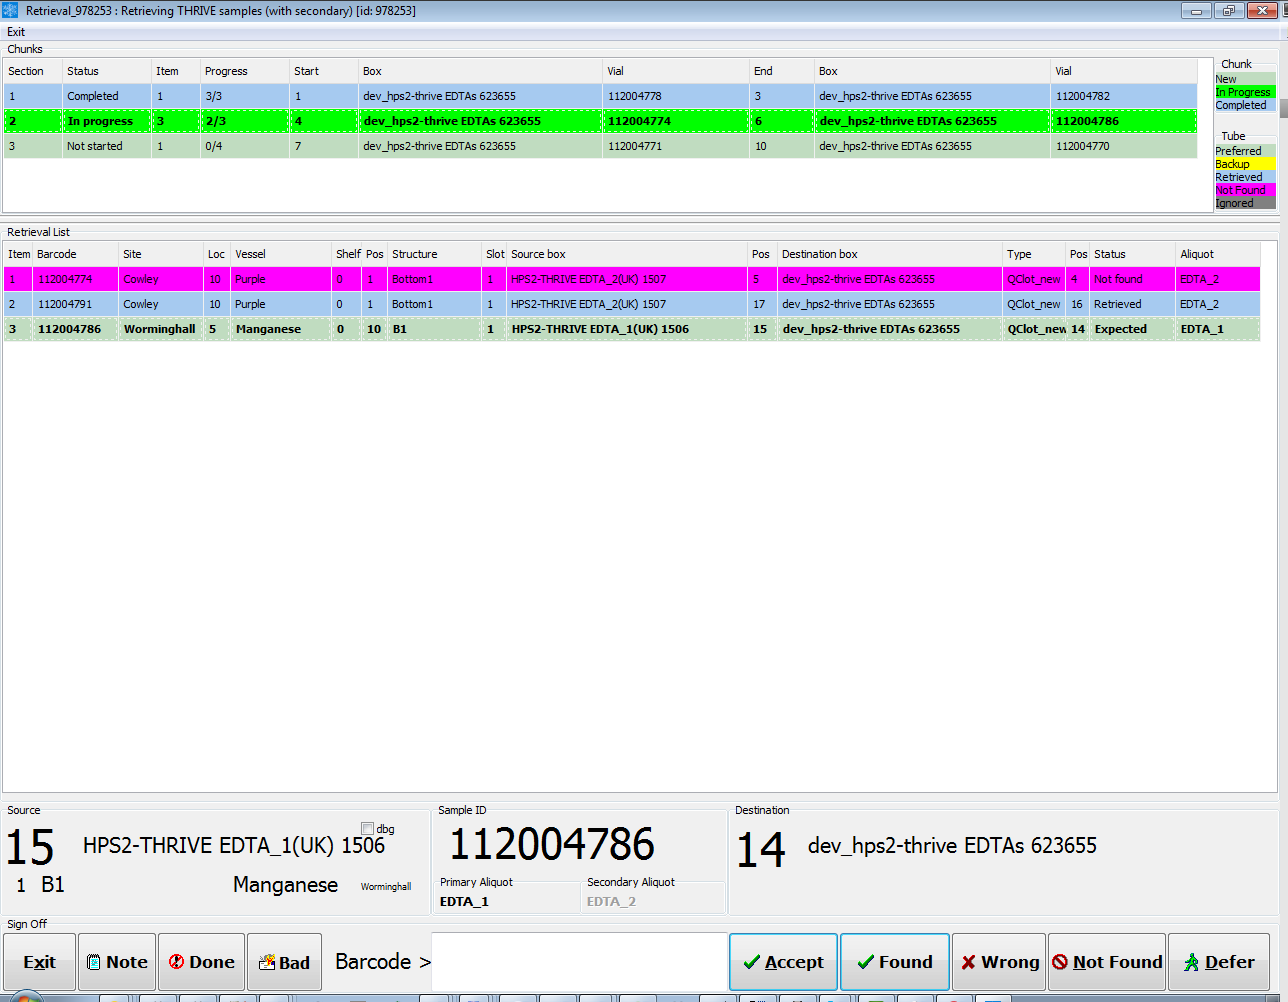 Retrieval_978253 : Retrieving THRIVE samples (with secondary) [id: 978253]
Exit
Chunks
Section Status Item Progress Start Box Vial End Box Vial
1 Completed 1 3/3 1 dev_hps2-thrive EDTAs 623655 112004778 3 dev_hps2-thrive EDTAs 623655 112004782
2 In progress 3 2/3 4 dev_hps2-thrive EDTAs 623655 112004774 6 dev_hps2-thrive EDTAs 623655 112004786
3 Not started 1 0/4 7 dev_hps2-thrive EDTAs 623655 112004771 10 dev_hps2-thrive EDTAs 623655 112004770
Chunk
New
In Progress
Completed
Tube
Preferred
Backup
Retrieved
Not Found
Ignored
Retrieval List
Item Barcode Site Loc Vessel Shelf Pos Structure Slot Source box Pos Destination box Type Pos Status Aliquot
1 112004774 Cowley 10 Purple 0 1 Bottom1 1 HPS2-THRIVE EDTA_2(UK) 1507 5 dev_hps2-thrive EDTAs 623655 QClot_new 4 Not found EDTA_2
2 112004791 Cowley 10 Purple 0 1 Bottom1 1 HPS2-THRIVE EDTA_2(UK) 1507 17 dev_hps2-thrive EDTAs 623655 QClot_new 16 Retrieved EDTA_2
3 112004786 Worminghall 5 Manganese 0 10 B1 1 HPS2-THRIVE EDTA_1(UK) 1506 15 dev_hps2-thrive EDTAs 623655 QClot_new 14 Expected EDTA_1
Source
dbg
15 HPS2-THRIVE EDTA_1(UK) 1506
1 B1 Manganese Worminghall
Sample ID
112004786
Primary Aliquot Secondary Aliquot
EDTA_1 EDTA_2
Destination
14 dev_hps2-thrive EDTAs 623655
Sign Off
Exit Note Done Bad Barcode > Accept Found Wrong Not Found Defer